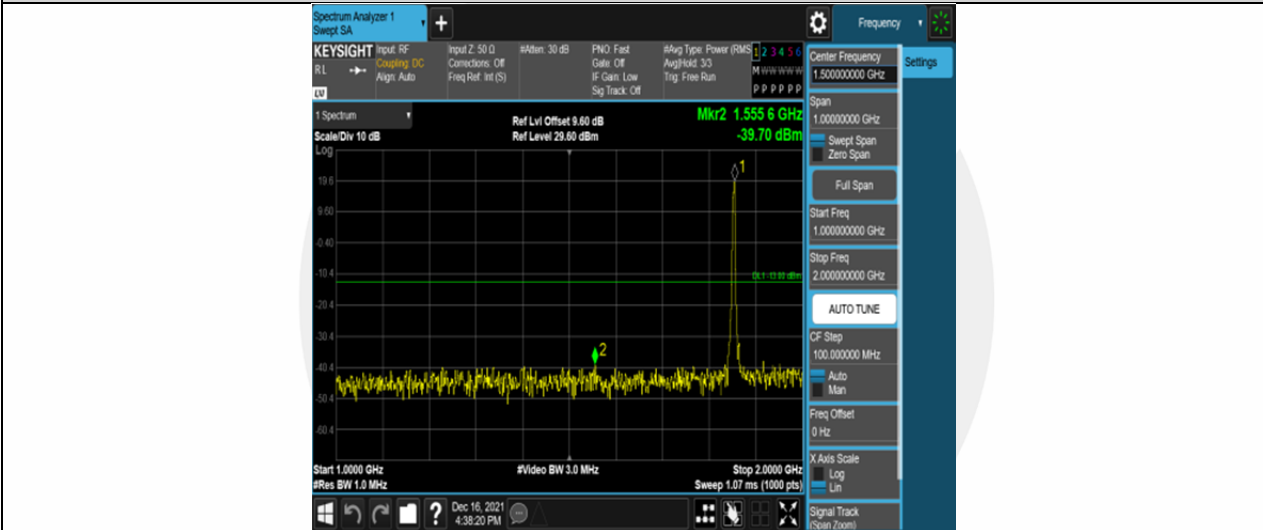 Spectrum Analyzer 1
Swept SA
+
Frequency
KEYSIGHT
RL
LV
Input: RF
Coupling: DC
Align: Auto
Input Z: 50 Ω
Corrections: Off
Freq Ref: Int (S)
#Atten: 30 dB
PNO: Fast
Gate: Off
IF Gain: Low
Sig Track: Off
#Avg Type: Power (RMS
Avg|Hold: 3/3
Trig: Free Run
1 2 3 4 5 6
M W W W W W
P P P P P P
1 Spectrum
Scale/Div 10 dB
Log
Ref Lvl Offset 9.60 dB
Ref Level 29.60 dBm
Mkr2 1.555 6 GHz
-39.70 dBm
19.6
9.60
-0.40
-10.4
-20.4
-30.4
-40.4
-50.4
-60.4
1
DL1 -13.00 dBm
2
Start 1.0000 GHz
#Res BW 1.0 MHz
#Video BW 3.0 MHz
Stop 2.0000 GHz
Sweep 1.07 ms (1000 pts)
?
Dec 16, 2021
4:38:20 PM
Center Frequency
1.500000000 GHz
Settings
Span
1.00000000 GHz
Swept Span
Zero Span
Full Span
Start Freq
1.000000000 GHz
Stop Freq
2.000000000 GHz
AUTO TUNE
CF Step
100.000000 MHz
Auto
Man
Freq Offset
0 Hz
X Axis Scale
Log
Lin
Signal Track
(Span Zoom)